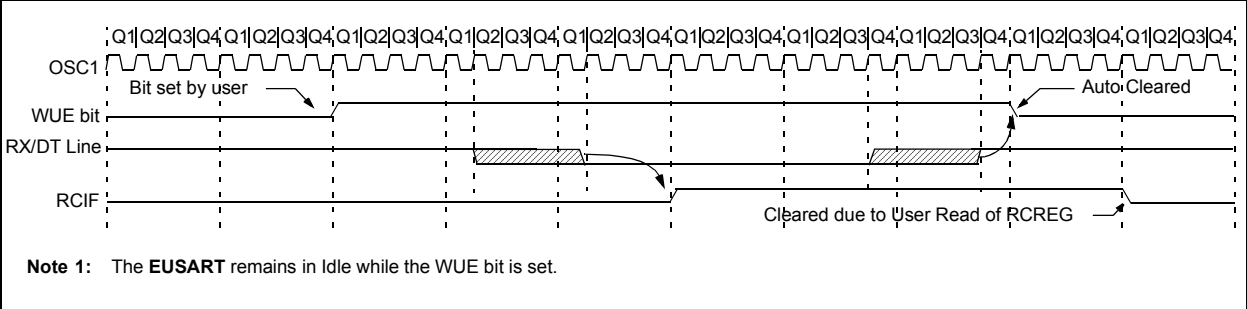 Q1|Q2|Q3|Q4|Q1|Q2|Q3|Q4|Q1|Q2|Q3|Q4|Q1|Q2|Q3|Q4|Q1|Q2|Q3|Q4|Q1|Q2|Q3|Q4|Q1|Q2|Q3|Q4|Q1|Q2|Q3|Q4|Q1|Q2|Q3|Q4|Q1|Q2|Q3|Q4
OSC1
Bit set by user
Auto Cleared
WUE bit
RX/DT Line
RCIF
Cleared due to User Read of RCREG
Note 1: The EUSART remains in Idle while the WUE bit is set.